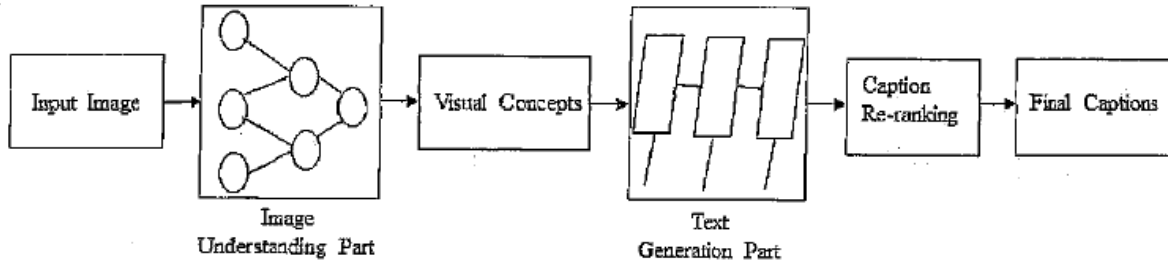 Input Image
Visual Concepts
Caption
Re-ranking
Final Captions
Image
Understanding Part
Text
Generation Part